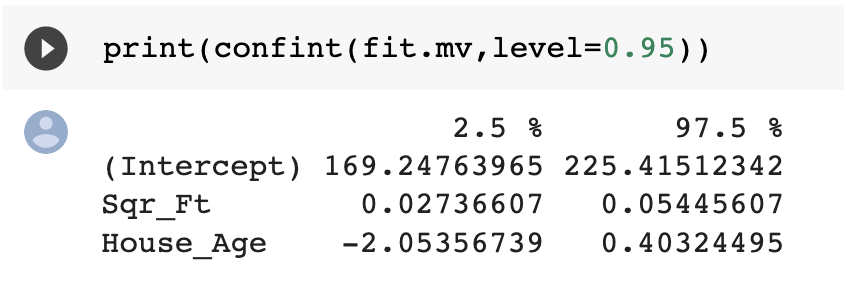 print(confint(fit.mv,level=0.95))
2.5 % 97.5 %
(Intercept) 169.24763965 225.41512342
Sqr_Ft 0.02736607 0.05445607
House_Age -2.05356739 0.40324495